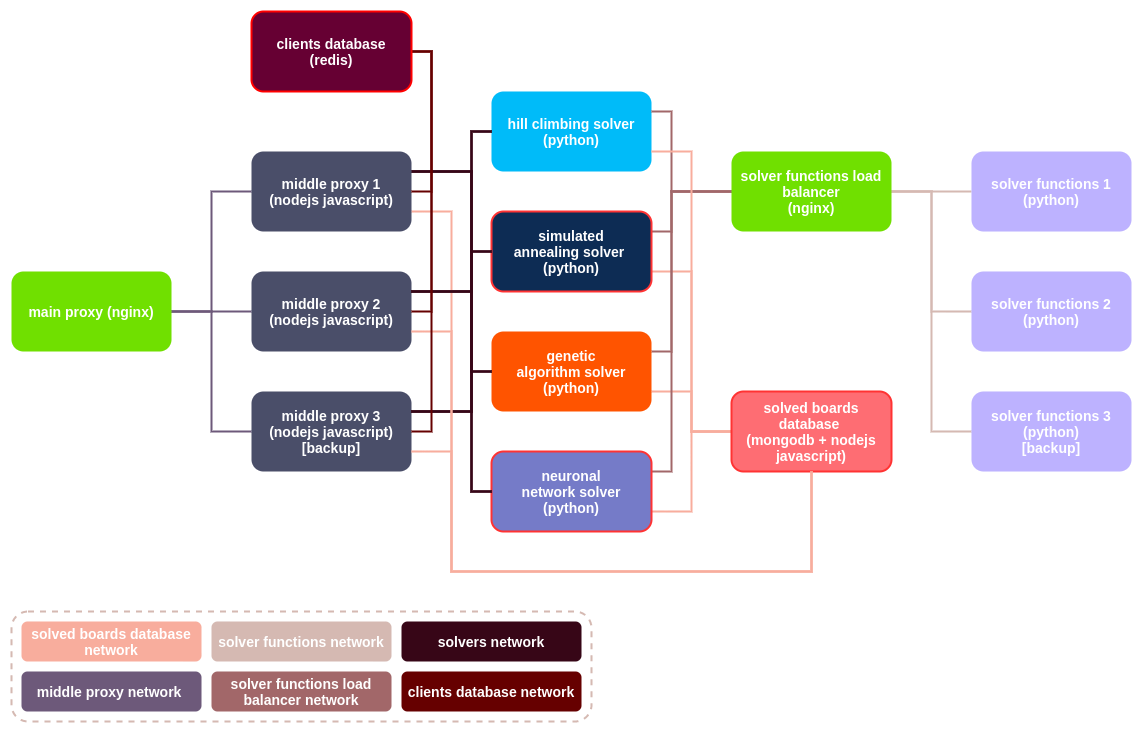 clients database
(redis)
hill climbing solver
(python)
middle proxy 1
(nodejs javascript)
solver functions load
balancer
(nginx)
solver functions 1
(python)
simulated
annealing solver
(python)
main proxy (nginx)
middle proxy 2
(nodejs javascript)
solver functions 2
(python)
genetic
algorithm solver
(python)
middle proxy 3
(nodejs javascript)
[backup]
solved boards
database
(mongodb + nodejs
javascript)
solver functions 3
(python)
[backup]
neuronal
network solver
(python)
solved boards database
network
solver functions network
solvers network
middle proxy network
solver functions load
balancer network
clients database network